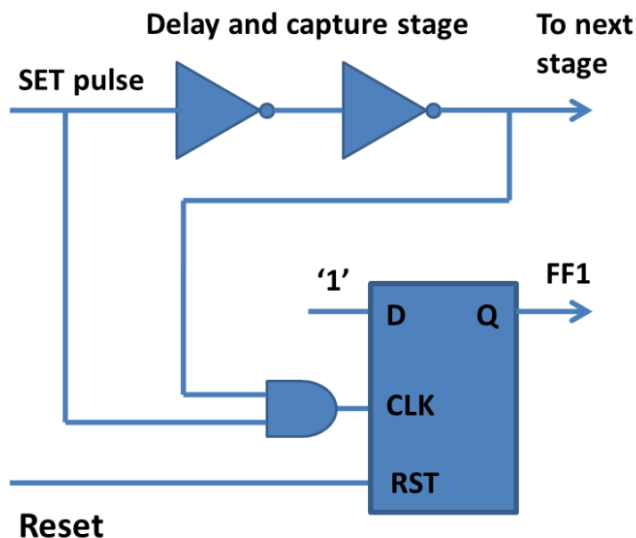 Delay and capture stage
To next
stage
SET pulse
‘1’
FF1
D
Q
CLK
RST
Reset